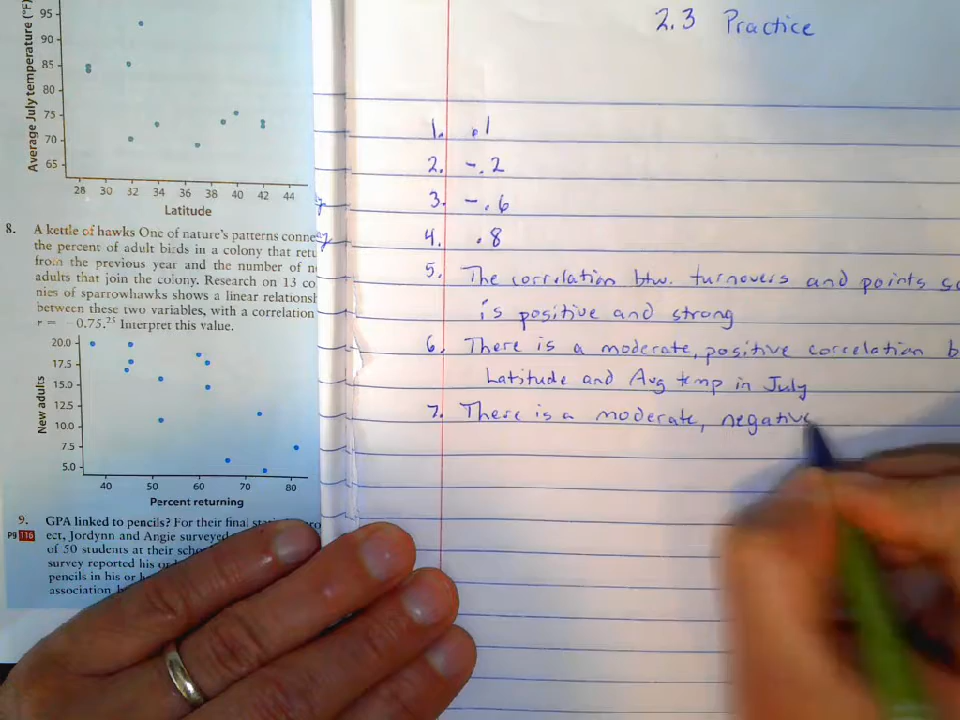 95
90
85
80
75
70
65
Average July temperature (°F)
28 30 32 34 36 38 40 42 44
Latitude
8. A kettle of hawks One of nature's patterns conne
the percent of adult birds in a colony that retu
from the previous year and the number of n
adults that join the colony. Research on 13 co
nies of sparrowhawks shows a linear relationsl
between these two variables, with a correlation
r = -0.75.²⁵ Interpret this value.
20.0
17.5
15.0
12.5
10.0
7.5
5.0
New adults
40 50 60 70 80
Percent returning
9. GPA linked to pencils? For their final
P9 116 ect, Jordynn and Angie surveyed
of 50 students at their
survey reported his
pencils in his or
association
2.3 Practice
1. .1
2. -.2
3. -.6
4. .8
5. The correlation btw. turnovers and points
is positive and strong
6. There is a moderate, positive correlation b
Latitude and Avg temp in July
7. There is a moderate, negative